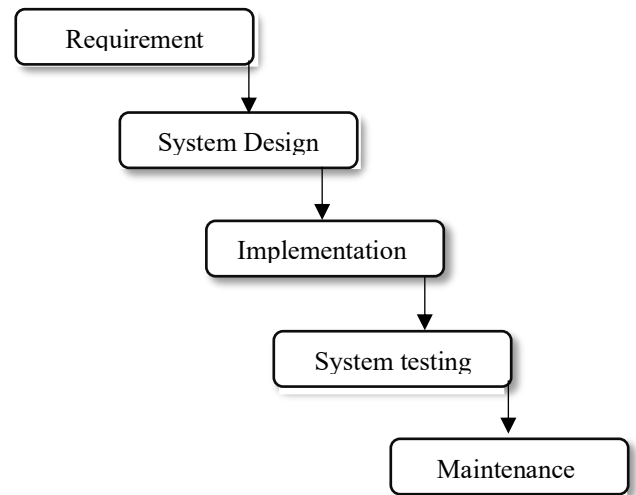 Requirement
System Design
Implementation
System testing
Maintenance